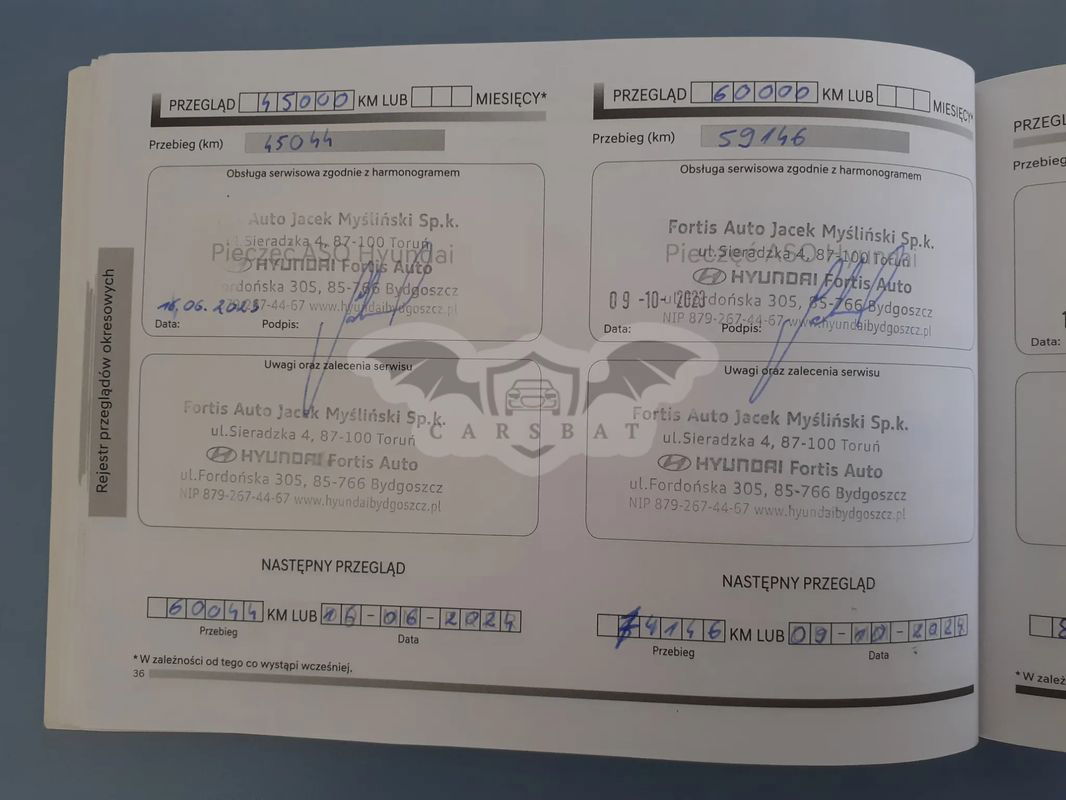 PRZEGLĄD 45000 KM LUB MIESIĘCY*
Przebieg (km) 45044
Obsługa serwisowa zgodnie z harmonogramem
Auto Jacek Myśliński Sp.k.
ul.Sieradzka 4, 87-100 Toruń
Pieczęć ASO Hyundai
HYUNDAI Fortis Auto
ul.Fordońska 305, 85-766 Bydgoszcz
16.06.2023
www.hyundaibydgoszcz.pl
Data: Podpis:
Uwagi oraz zalecenia serwisu
Fortis Auto Jacek Myśliński Sp.k.
ul.Sieradzka 4, 87-100 Toruń
HYUNDAI Fortis Auto
ul.Fordońska 305, 85-766 Bydgoszcz
NIP 879-267-44-67 www.hyundaibydgoszcz.pl
NASTĘPNY PRZEGLĄD
60044 KM LUB 16-06-2024
Przebieg Data
*W zależności od tego co wystąpi wcześniej.
36
Rejestr przeglądów okresowych
PRZEGLĄD 60000 KM LUB MIESIĘCY*
Przebieg (km) 59146
Obsługa serwisowa zgodnie z harmonogramem
Fortis Auto Jacek Myśliński Sp.k.
ul.Sieradzka 4, 87-100 Toruń
Pieczęć ASO Hyundai
HYUNDAI Fortis Auto
09 -10- 2023
ul.Fordońska 305, 85-766 Bydgoszcz
NIP 879-267-44-67 www.hyundaibydgoszcz.pl
Data: Podpis:
Uwagi oraz zalecenia serwisu
Fortis Auto Jacek Myśliński Sp.k.
ul.Sieradzka 4, 87-100 Toruń
HYUNDAI Fortis Auto
ul.Fordońska 305, 85-766 Bydgoszcz
NIP 879-267-44-67 www.hyundaibydgoszcz.pl
NASTĘPNY PRZEGLĄD
74146 KM LUB 09-10-2024
Przebieg Data
CARSBAT
PRZEGL
Przebieg
Data:
*W zależ